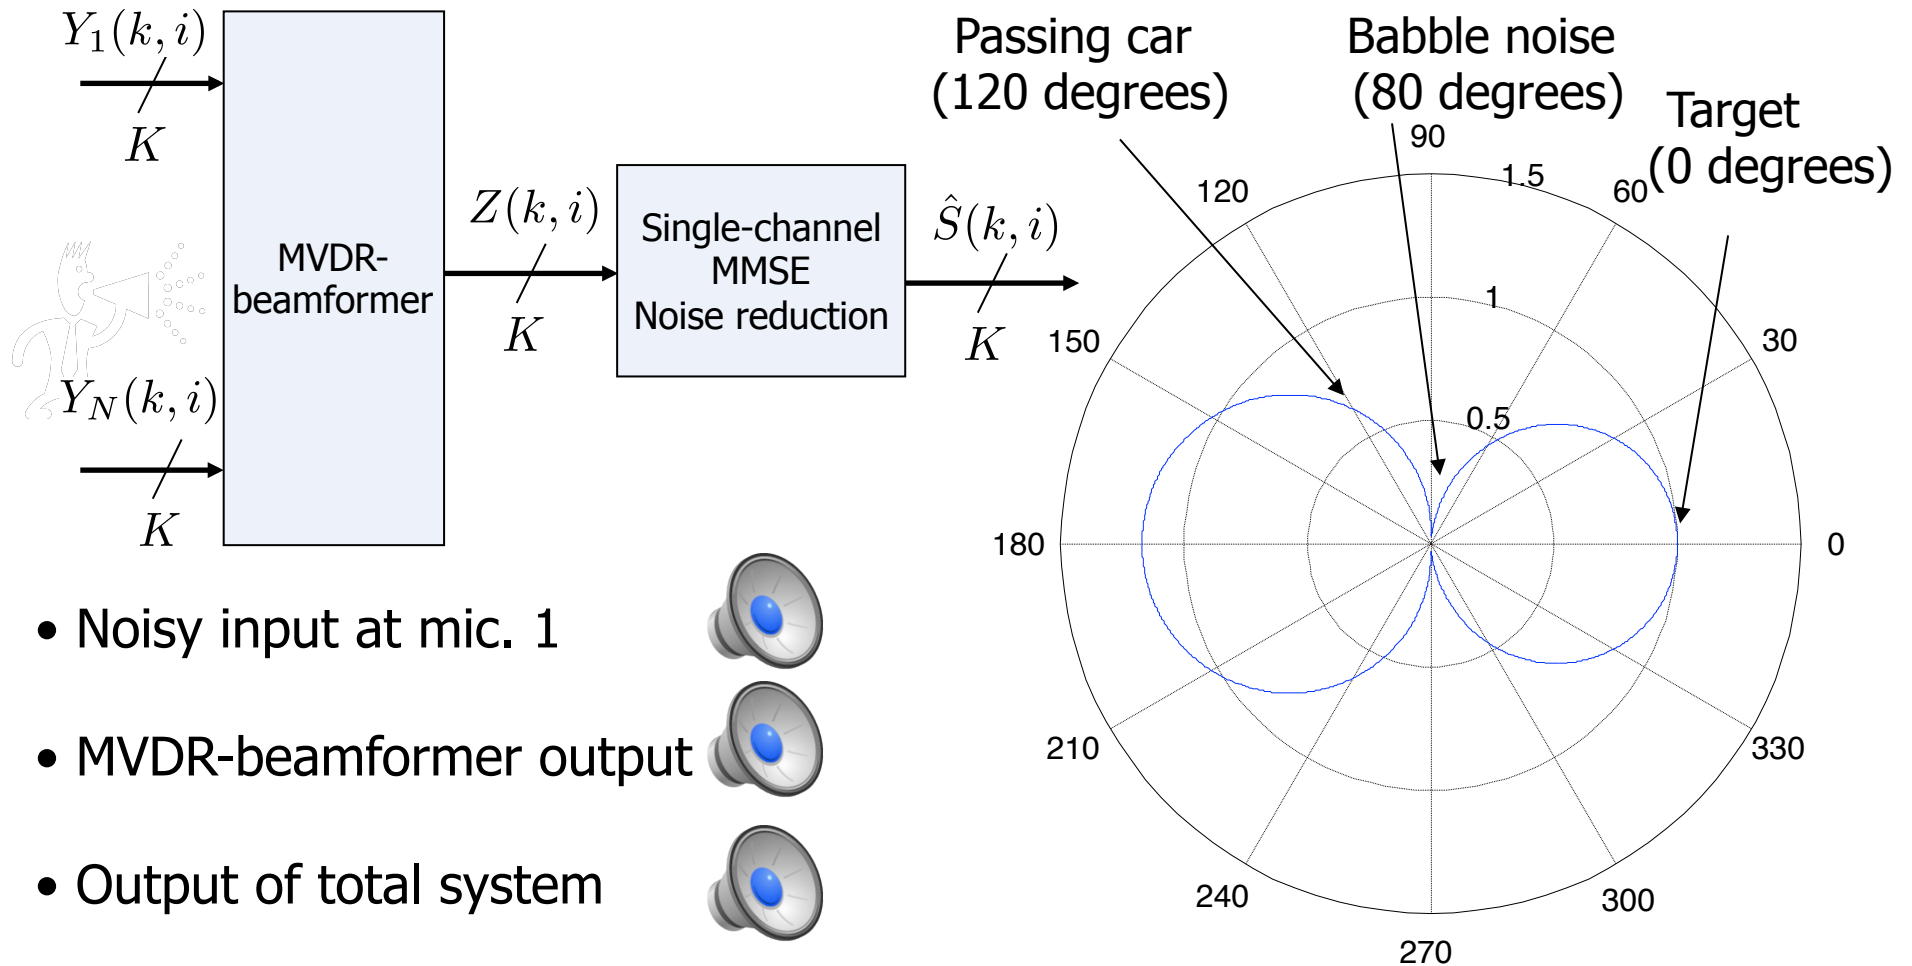 Y_1(k, i)
K
Y_N(k, i)
K
MVDR-
beamformer
Z(k, i)
K
Single-channel
MMSE
Noise reduction
Ŝ(k, i)
K
Passing car
(120 degrees)
Babble noise
(80 degrees)
Target
(0 degrees)
90
1.5
120
60
1
150
30
0.5
180
0
210
330
240
300
270
• Noisy input at mic. 1
• MVDR-beamformer output
• Output of total system